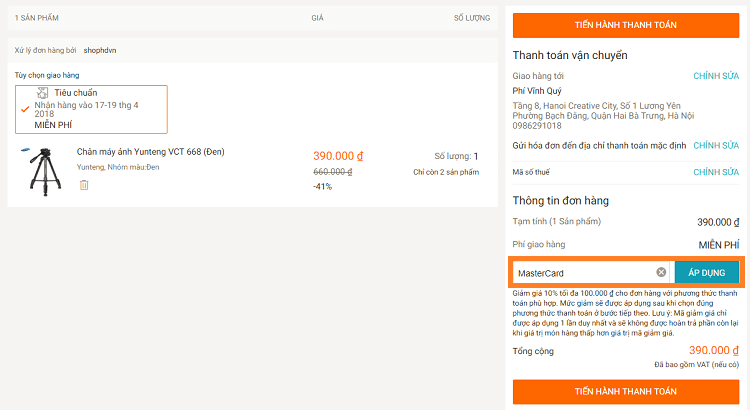 1 SẢN PHẨM GIÁ SỐ LƯỢNG
Xử lý đơn hàng bởi shophdvn
Tùy chọn giao hàng
Tiêu chuẩn
Nhận hàng vào 17-19 thg 4
2018
MIỄN PHÍ
Chân máy ảnh Yunteng VCT 668 (Đen) 390.000 ₫ Số lượng: 1
Yunteng, Nhóm màu:Đen 660.000 ₫ Chỉ còn 2 sản phẩm
-41%
TIẾN HÀNH THANH TOÁN
Thanh toán vận chuyển
Giao hàng tới CHỈNH SỬA
Phí Vĩnh Quý
Tầng 8, Hanoi Creative City, Số 1 Lương Yên
Phường Bạch Đằng, Quận Hai Bà Trưng, Hà Nội
0986291018
Gửi hóa đơn đến địa chỉ thanh toán mặc định CHỈNH SỬA
Mã số thuế CHỈNH SỬA
Thông tin đơn hàng
Tạm tính (1 Sản phẩm) 390.000 ₫
Phí giao hàng MIỄN PHÍ
MasterCard ÁP DỤNG
Giảm giá 10% tối đa 100.000 ₫ cho đơn hàng với phương thức thanh
toán phù hợp. Mức giảm sẽ được áp dụng sau khi chọn đúng
phương thức thanh toán ở bước tiếp theo. Lưu ý: Mã giảm giá chỉ
được áp dụng 1 lần duy nhất và sẽ không được hoàn trả phần còn lại
khi giá trị món hàng thấp hơn giá trị mã giảm giá.
Tổng cộng 390.000 ₫
Đã bao gồm VAT (nếu có)
TIẾN HÀNH THANH TOÁN